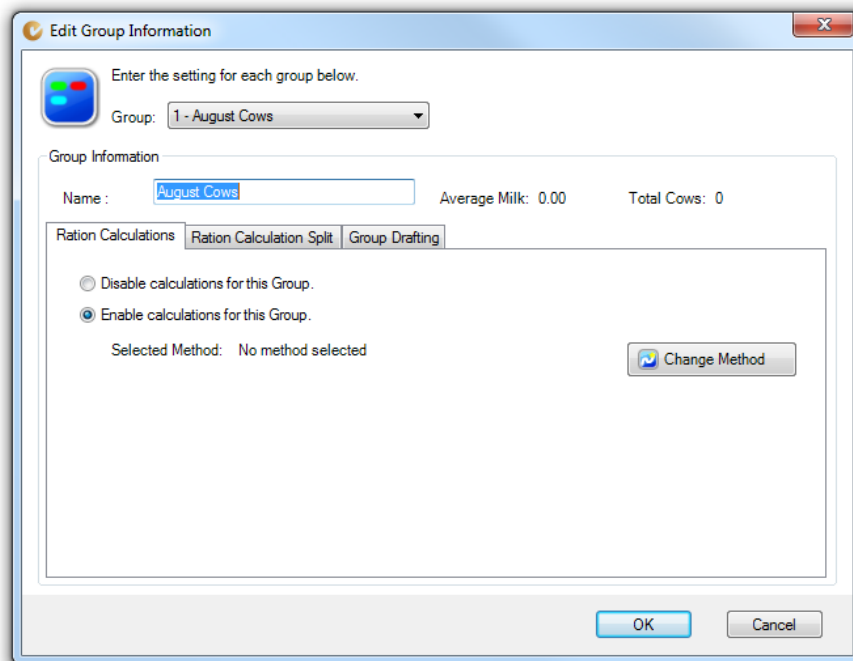 Edit Group Information
Enter the setting for each group below.
Group: 1 - August Cows
Group Information
Name : August Cows Average Milk: 0.00 Total Cows: 0
Ration Calculations Ration Calculation Split Group Drafting
Disable calculations for this Group.
Enable calculations for this Group.
Selected Method: No method selected Change Method
OK Cancel